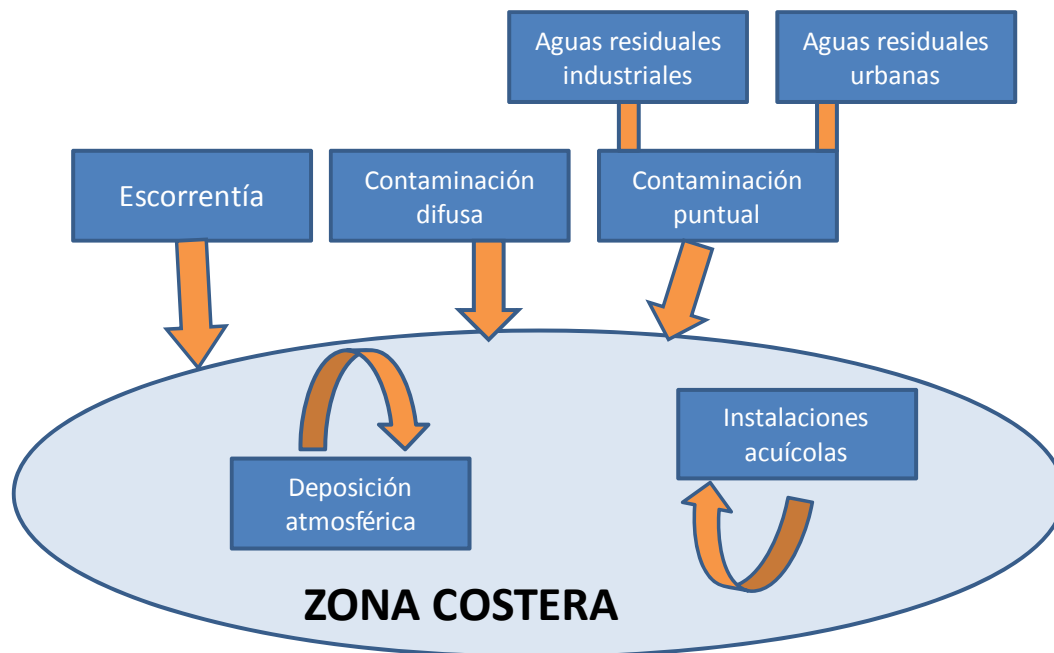 Aguas residuales
industriales
Aguas residuales
urbanas
Escorrentía
Contaminación
difusa
Contaminación
puntual
Instalaciones
acuícolas
Deposición
atmosférica
ZONA COSTERA